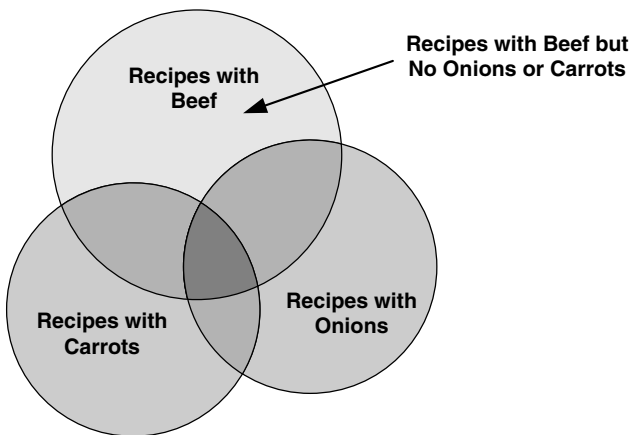 Recipes with Beef but
No Onions or Carrots
Recipes with
Beef
Recipes with
Onions
Recipes with
Carrots